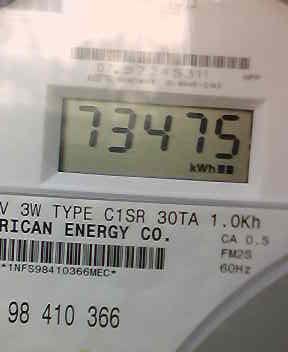 73475
kWh
V 3W TYPE C1SR 30TA 1.0Kh
RICAN ENERGY CO.
CA 0.5
FM2S
60Hz
*1NFS98410366MEC*
98 410 366